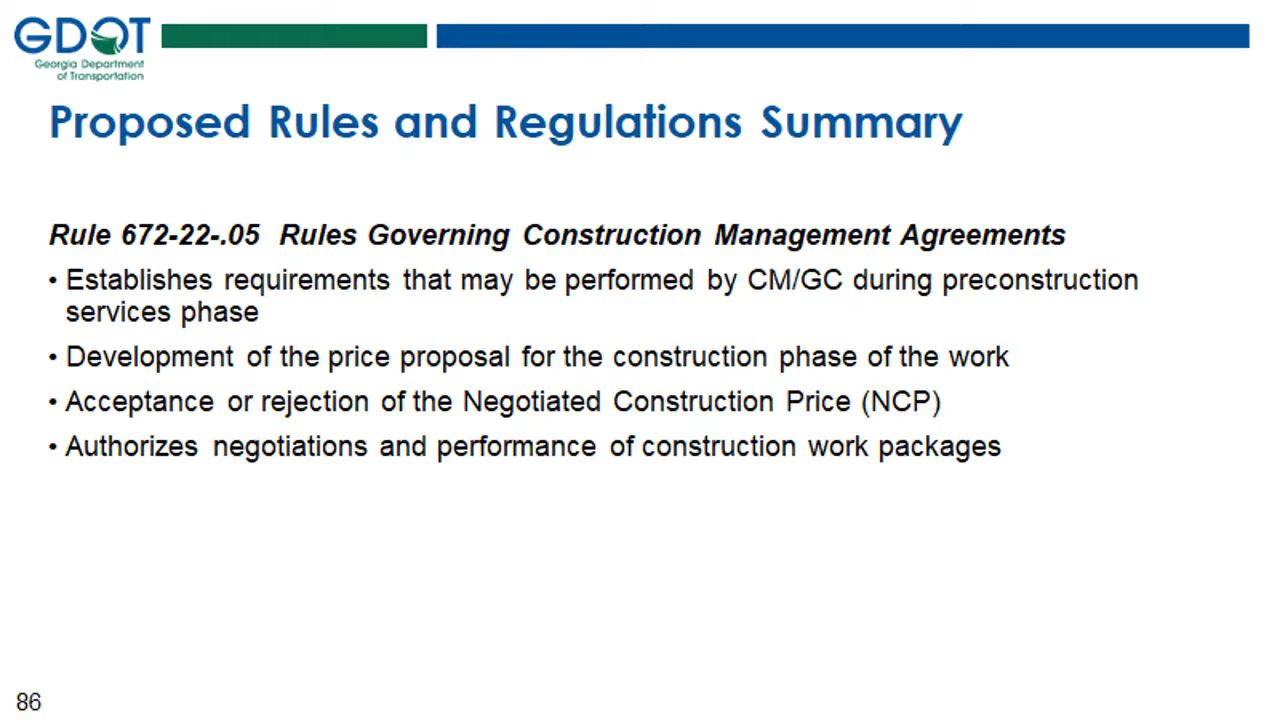 GDOT
Georgia Department
of Transportation
Proposed Rules and Regulations Summary
Rule 672-22-.05 Rules Governing Construction Management Agreements
• Establishes requirements that may be performed by CM/GC during preconstruction
services phase
• Development of the price proposal for the construction phase of the work
• Acceptance or rejection of the Negotiated Construction Price (NCP)
• Authorizes negotiations and performance of construction work packages
86